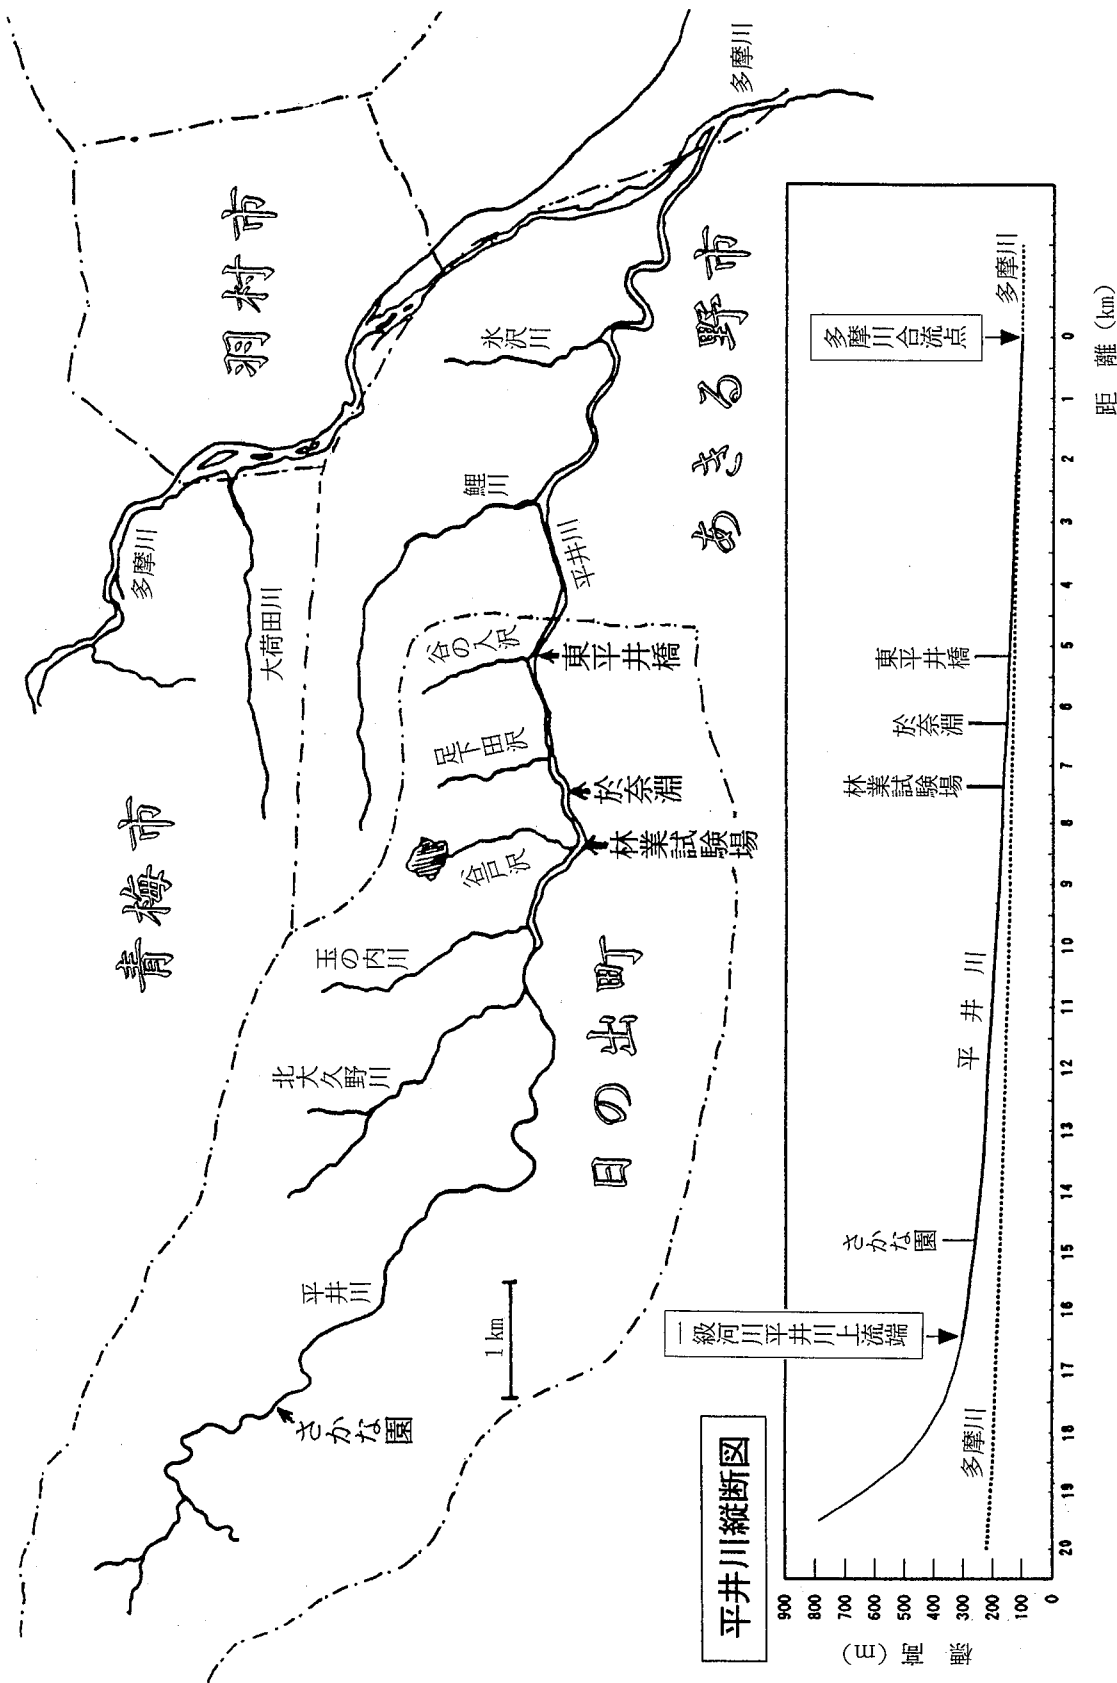 青梅市
羽村市
あきる野市
日の出町
多摩川
多摩川
大荷田川
氷沢川
鯉川
平井川
谷の入沢
足下田沢
谷戸沢
玉の内川
北大久野川
平井川
東平井橋
於奈淵
林業試験場
さかな園
1km
平井川縦断図
標高(m)
900
800
700
600
500
400
300
200
100
0
一級河川平井川上流端
さかな園
林業試験場
於奈淵
東平井橋
多摩川合流点
平井川
多摩川
多摩川
20 19 18 17 16 15 14 13 12 11 10 9 8 7 6 5 4 3 2 1 0
距離(km)